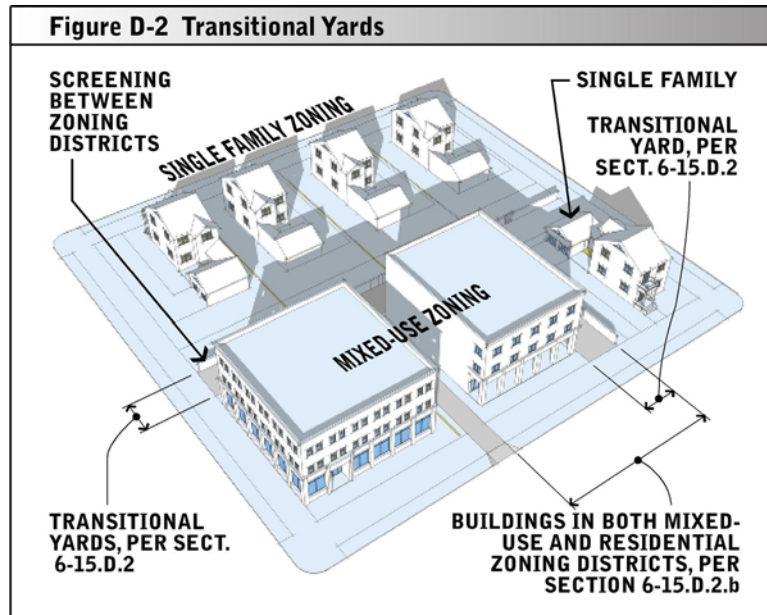 Figure D-2 Transitional Yards
SCREENING
BETWEEN
ZONING
DISTRICTS
SINGLE FAMILY ZONING
SINGLE FAMILY
TRANSITIONAL
YARD, PER
SECT. 6-15.D.2
MIXED-USE ZONING
TRANSITIONAL
YARDS, PER SECT.
6-15.D.2
BUILDINGS IN BOTH MIXED-
USE AND RESIDENTIAL
ZONING DISTRICTS, PER
SECTION 6-15.D.2.b